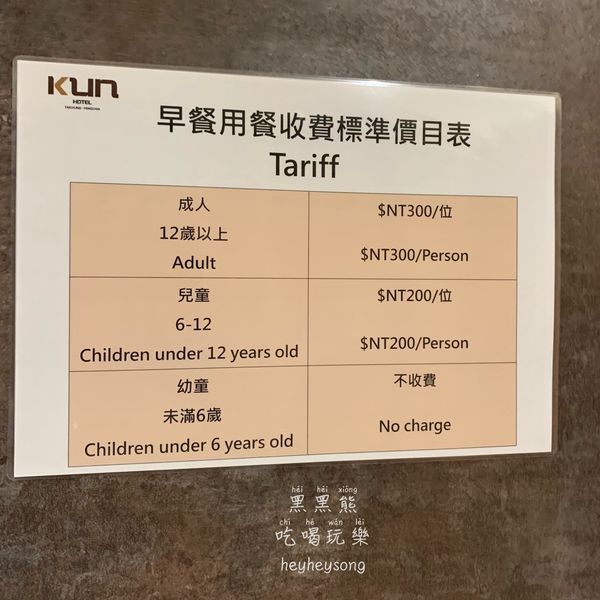 KUN
HOTEL
TAICHUNG · FENGCHIA
早餐用餐收費標準價目表
Tariff
成人
12歲以上
Adult
$NT300/位
$NT300/Person
兒童
6-12
Children under 12 years old
$NT200/位
$NT200/Person
幼童
未滿6歲
Children under 6 years old
不收費
No charge
hēi hēi xióng
黑黑熊
chī hē wán lèi
吃喝玩樂
heyheysong